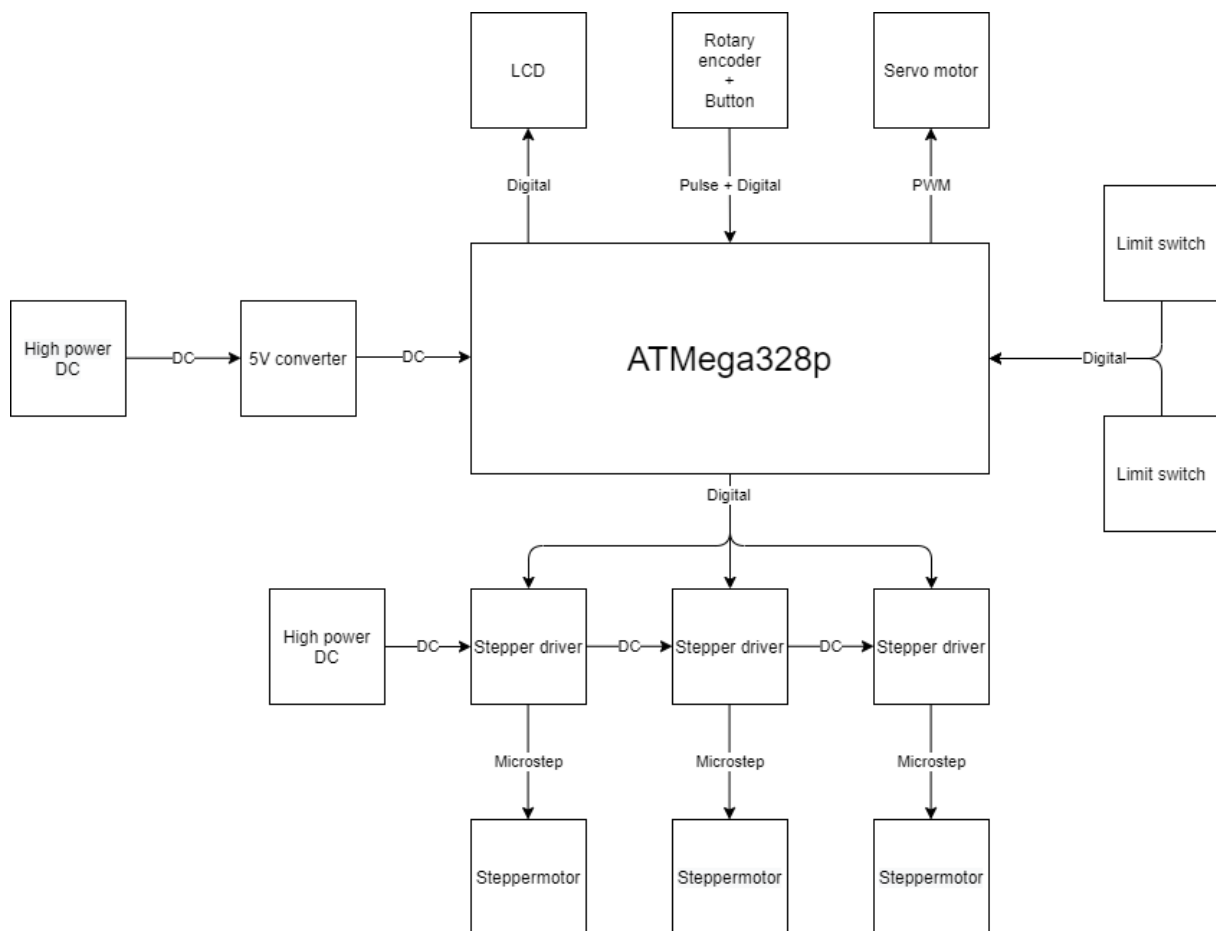 LCD
Rotary
encoder
+
Button
Servo motor
Digital
Pulse + Digital
PWM
Limit switch
High power
DC
DC
5V converter
DC
ATMega328p
Digital
Limit switch
Digital
High power
DC
DC
Stepper driver
DC
Stepper driver
DC
Stepper driver
Microstep
Microstep
Microstep
Steppermotor
Steppermotor
Steppermotor